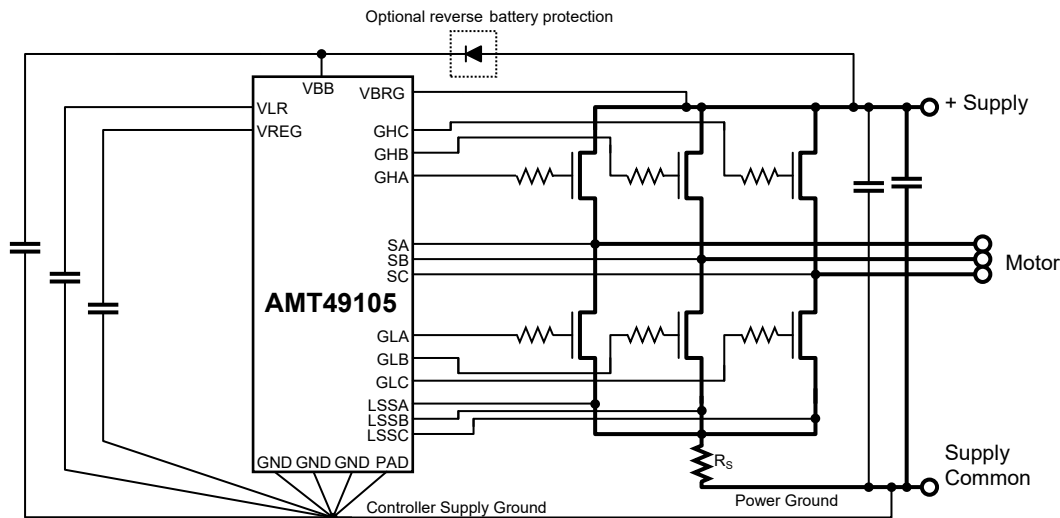 Optional reverse battery protection
VBB
VBRG
VLR
VREG
GHC
GHB
GHA
+ Supply
SA
SB
SC
Motor
AMT49105
GLA
GLB
GLC
LSSA
LSSB
LSSC
GND GND GND PAD
RS
Supply
Common
Controller Supply Ground
Power Ground